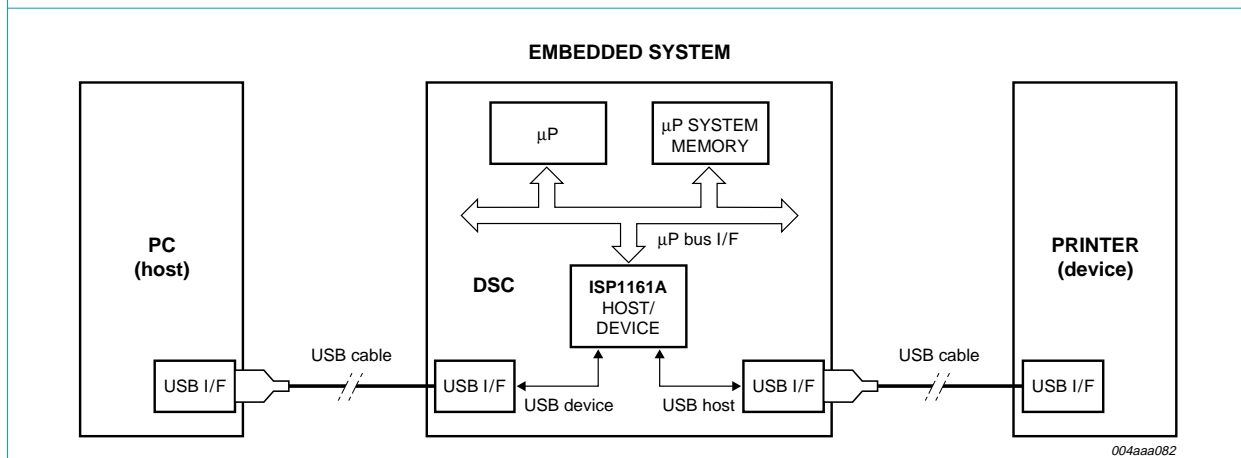 EMBEDDED SYSTEM
μP
μP SYSTEM
MEMORY
μP bus I/F
PC
(host)
DSC
ISP1161A
HOST/
DEVICE
PRINTER
(device)
USB cable
USB cable
USB I/F
USB I/F
USB device
USB host
USB I/F
USB I/F
004aaa082